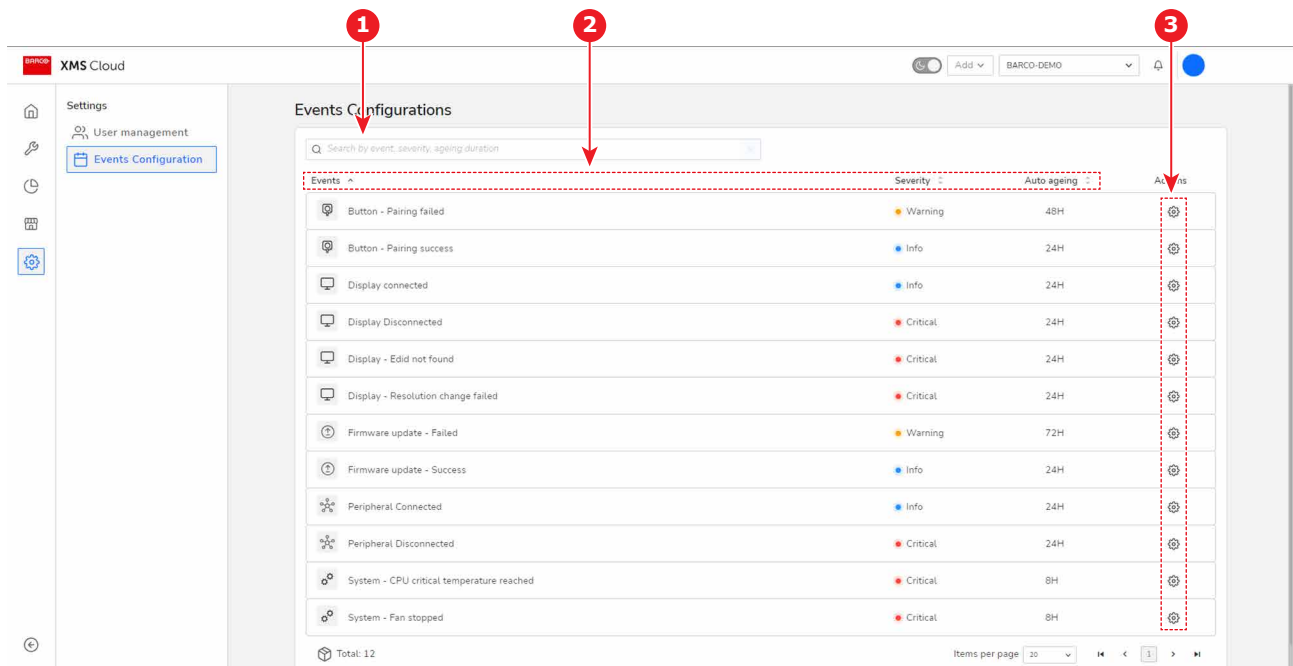 1 2 3
BARCO XMS Cloud Add BARCO-DEMO
Settings
User management
Events Configuration
Events Configurations
Search by event, severity, ageing duration
Events Severity Auto ageing Actions
Button - Pairing failed Warning 48H
Button - Pairing success Info 24H
Display connected Info 24H
Display Disconnected Critical 24H
Display - Edid not found Critical 24H
Display - Resolution change failed Critical 24H
Firmware update - Failed Warning 72H
Firmware update - Success Info 24H
Peripheral Connected Info 24H
Peripheral Disconnected Critical 24H
System - CPU critical temperature reached Critical 8H
System - Fan stopped Critical 8H
Total: 12 Items per page 20 1